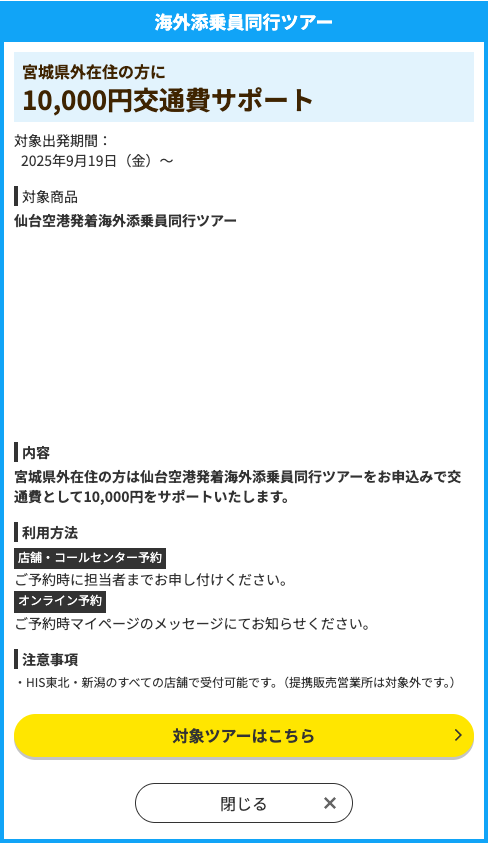 海外添乗員同行ツアー
宮城県外在住の方に
10,000円交通費サポート
対象出発期間：
2025年9月19日（金）～
対象商品
仙台空港発着海外添乗員同行ツアー
内容
宮城県外在住の方は仙台空港発着海外添乗員同行ツアーをお申込みで交
通費として10,000円をサポートいたします。
利用方法
店舗・コールセンター予約
ご予約時に担当者までお申し付けください。
オンライン予約
ご予約時マイページのメッセージにてお知らせください。
注意事項
・HIS東北・新潟のすべての店舗で受付可能です。（提携販売営業所は対象外です。）
対象ツアーはこちら
閉じる ×